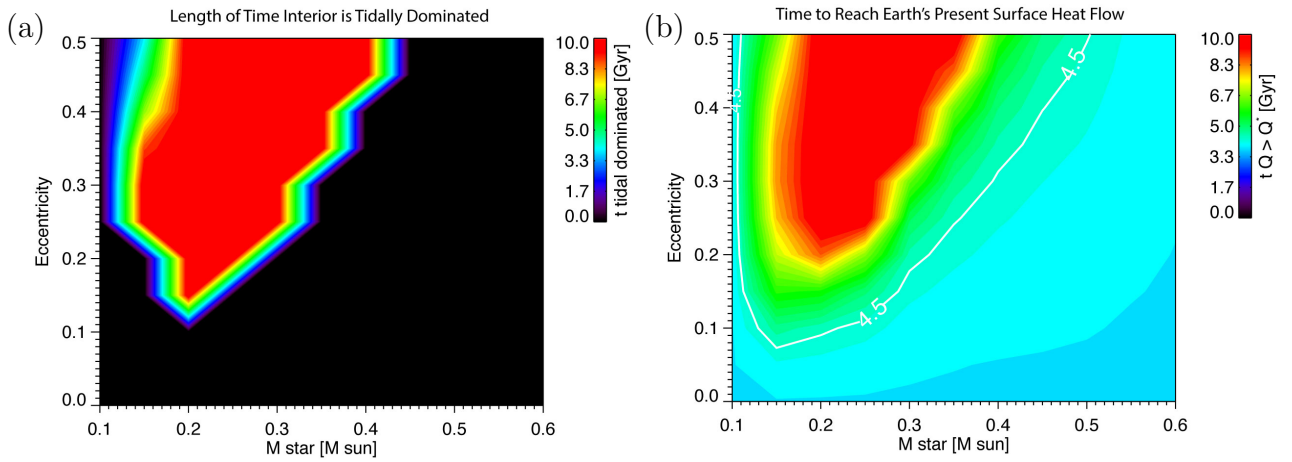 (a)
Length of Time Interior is Tidally Dominated
0.5
0.4
0.3
0.2
0.1
0.0
Eccentricity
0.1 0.2 0.3 0.4 0.5 0.6
M star [M sun]
10.0
8.3
6.7
5.0
3.3
1.7
0.0
t tidal dominated [Gyr]
(b)
Time to Reach Earth's Present Surface Heat Flow
0.5
0.4
0.3
0.2
0.1
0.0
Eccentricity
4.5
4.5
4.5
0.1 0.2 0.3 0.4 0.5 0.6
M star [M sun]
10.0
8.3
6.7
5.0
3.3
1.7
0.0
t Q > Q [Gyr]